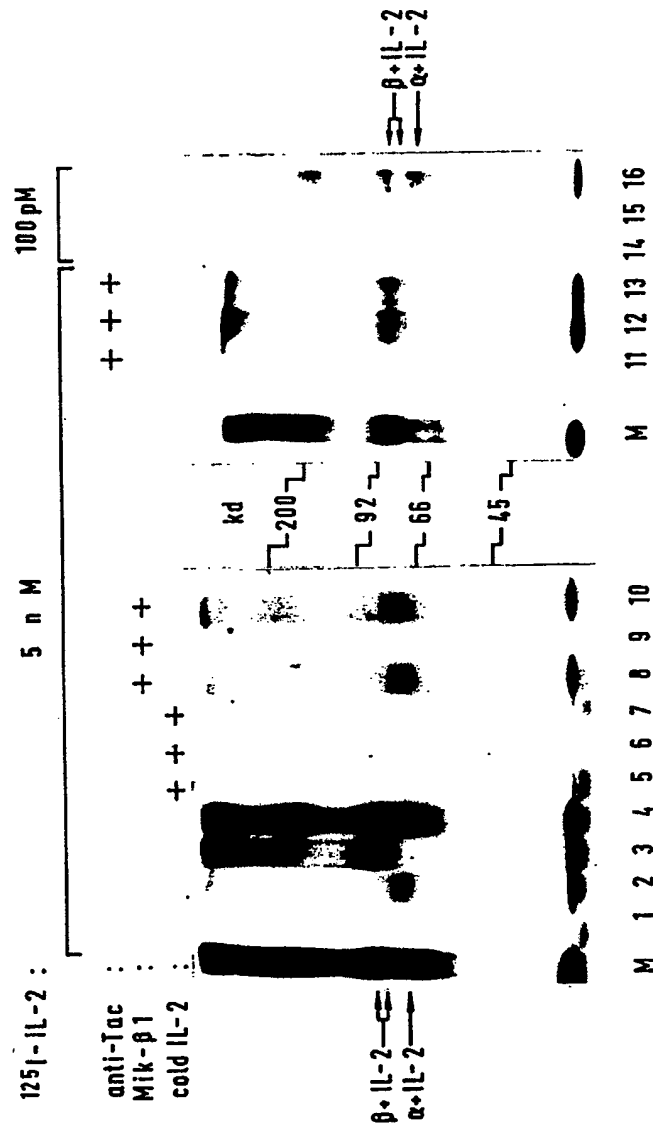 125I-IL-2 : 5 n M 100 pM
anti-Tac : + + +
Mik-β1 : + + +
cold IL-2 : + + +
kd
200
92
66
45
β+IL-2
α+IL-2
β+IL-2
α+IL-2
M 1 2 3 4 5 6 7 8 9 10 M 11 12 13 14 15 16